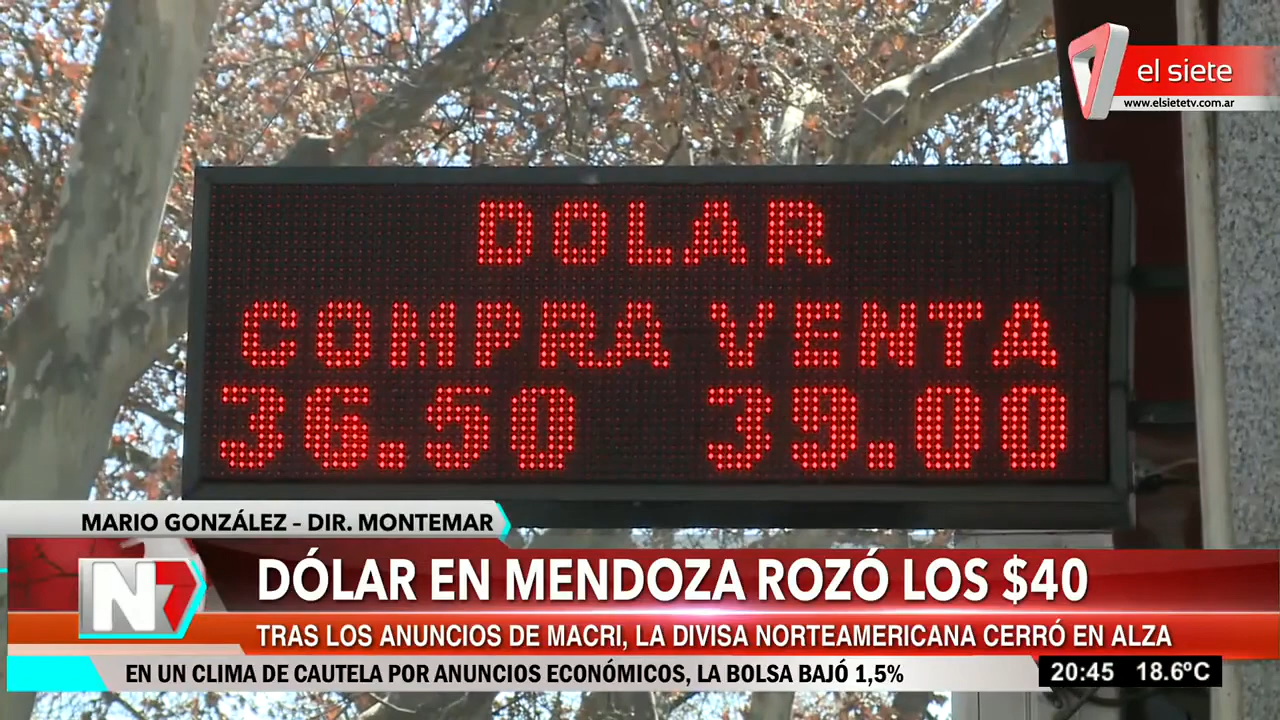 el siete
www.elsietetv.com.ar
DOLAR
COMPRA VENTA
36.50 39.00
MARIO GONZÁLEZ - DIR. MONTEMAR
N7
DÓLAR EN MENDOZA ROZÓ LOS $40
TRAS LOS ANUNCIOS DE MACRI, LA DIVISA NORTEAMERICANA CERRÓ EN ALZA
EN UN CLIMA DE CAUTELA POR ANUNCIOS ECONÓMICOS, LA BOLSA BAJÓ 1,5%
20:45 18.6ºC